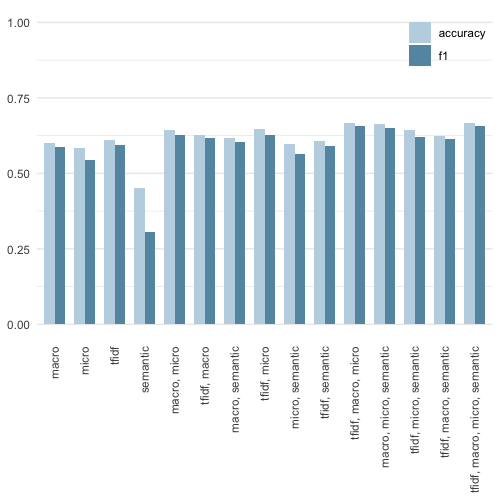 1.00
0.75
0.50
0.25
0.00
accuracy
f1
macro
micro
tfidf
semantic
macro, micro
tfidf, macro
macro, semantic
tfidf, micro
micro, semantic
tfidf, semantic
tfidf, macro, micro
macro, micro, semantic
tfidf, micro, semantic
tfidf, macro, semantic
tfidf, macro, micro, semantic